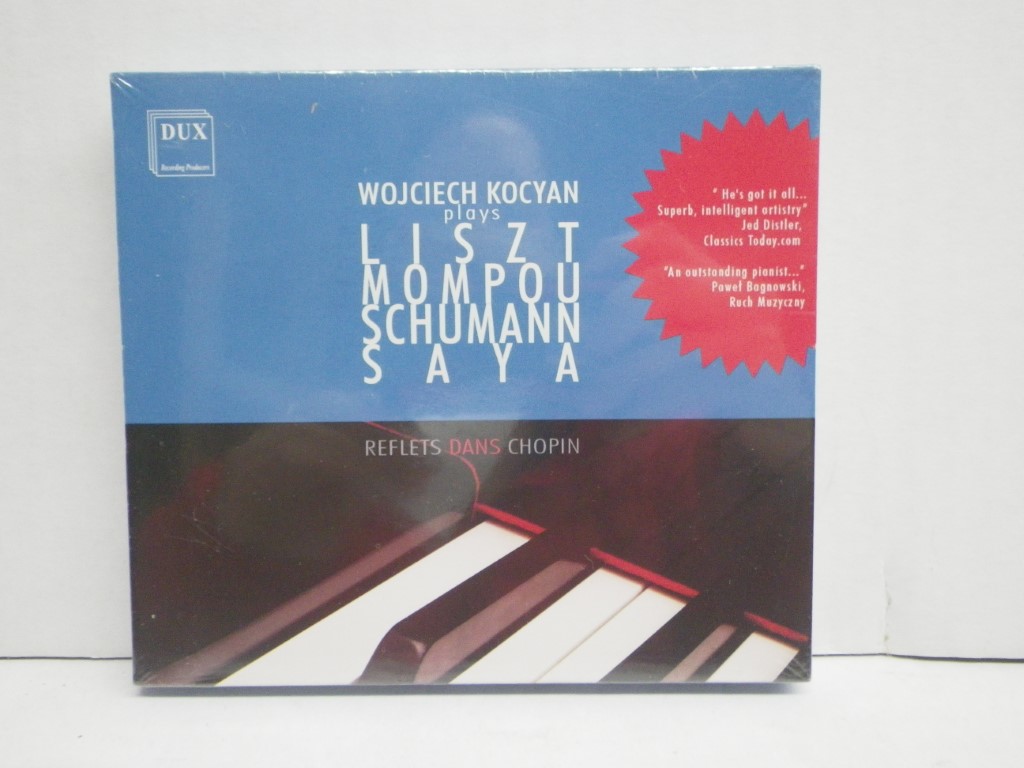 DUX
Recording Producers
WOJCIECH KOCYAN
plays
LISZT
MOMPOU
SCHUMANN
SAYA
REFLETS DANS CHOPIN
" He's got it all...
Superb, intelligent artistry"
Jed Distler,
Classics Today.com
"An outstanding pianist..."
Paweł Bagnowski,
Ruch Muzyczny